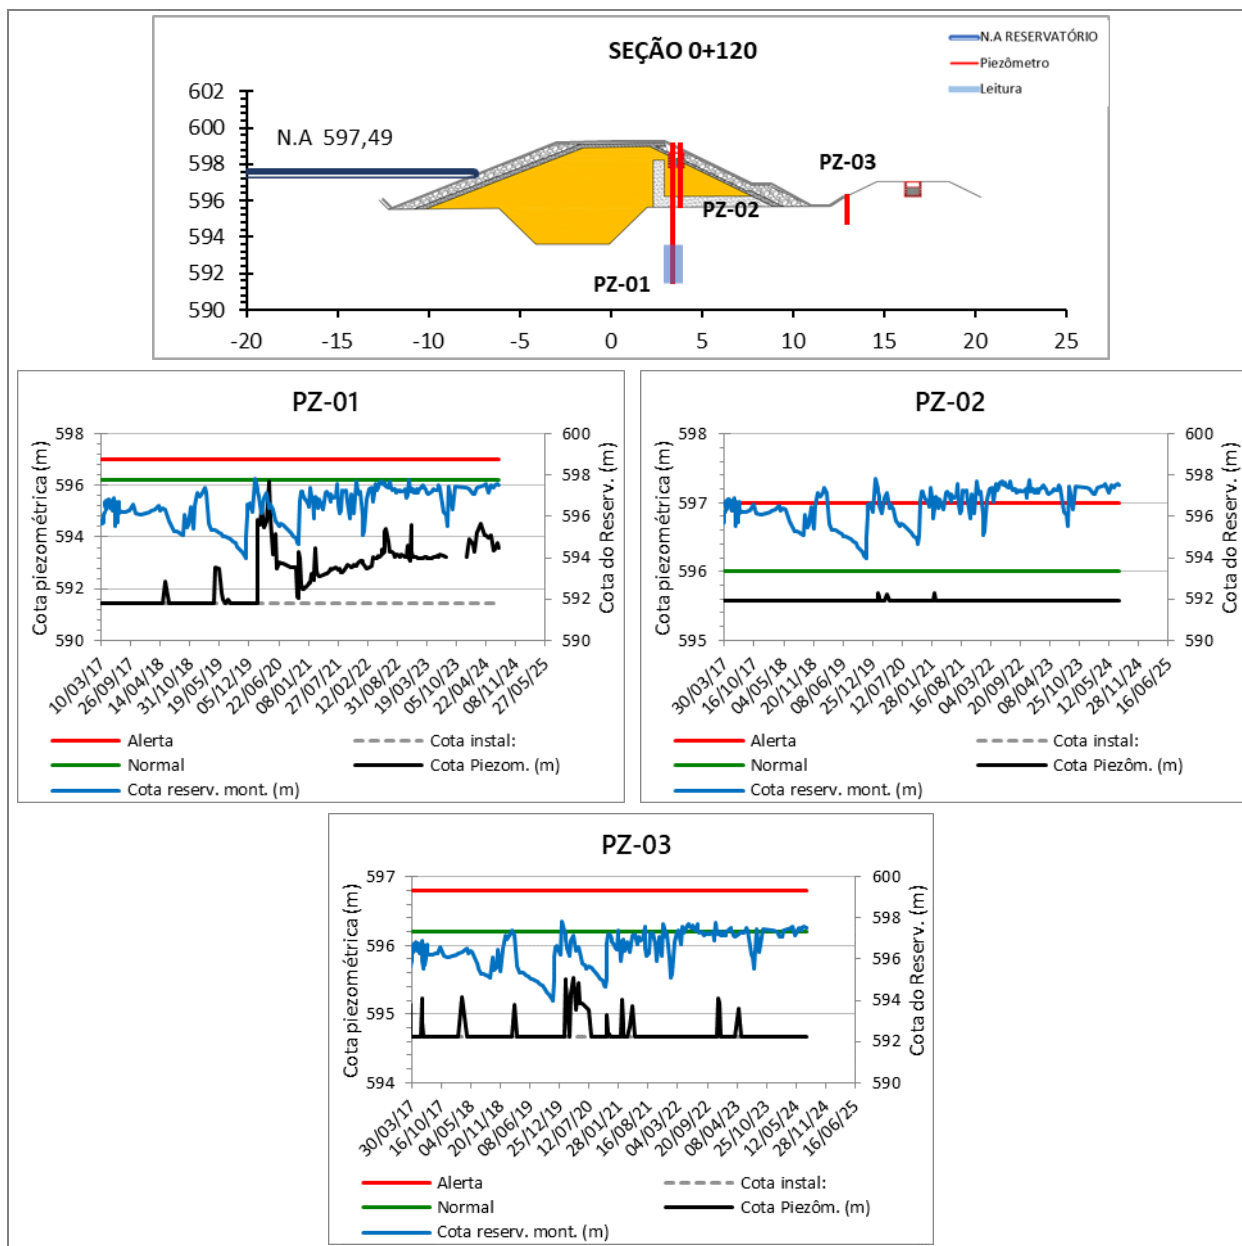 SEÇÃO 0+120
N.A RESERVATÓRIO
Piezômetro
Leitura
602
600
598
596
594
592
590
N.A 597,49
PZ-03
PZ-02
PZ-01
-20 -15 -10 -5 0 5 10 15 20 25
PZ-01
Cota piezométrica (m)
598
596
594
592
590
Cota do Reserv. (m)
600
598
596
594
592
590
10/03/17 26/09/17 14/04/18 31/10/18 19/05/19 05/12/19 22/06/20 08/01/21 27/07/21 12/02/22 31/08/22 19/03/23 05/10/23 22/04/24 08/11/24 27/05/25
Alerta Cota instal:
Normal Cota Piezom. (m)
Cota reserv. mont. (m)
PZ-02
Cota piezométrica (m)
598
597
596
595
Cota do Reserv. (m)
600
598
596
594
592
590
30/03/17 16/10/17 04/05/18 20/11/18 08/06/19 25/12/19 12/07/20 28/01/21 16/08/21 04/03/22 20/09/22 08/04/23 25/10/23 12/05/24 28/11/24 16/06/25
Alerta Cota instal:
Normal Cota Piezôm. (m)
Cota reserv. mont. (m)
PZ-03
Cota piezométrica (m)
597
596
595
594
Cota do Reserv. (m)
600
598
596
594
592
590
30/03/17 16/10/17 04/05/18 20/11/18 08/06/19 25/12/19 12/07/20 28/01/21 16/08/21 04/03/22 20/09/22 08/04/23 25/10/23 12/05/24 28/11/24 16/06/25
Alerta Cota instal:
Normal Cota Piezôm. (m)
Cota reserv. mont. (m)